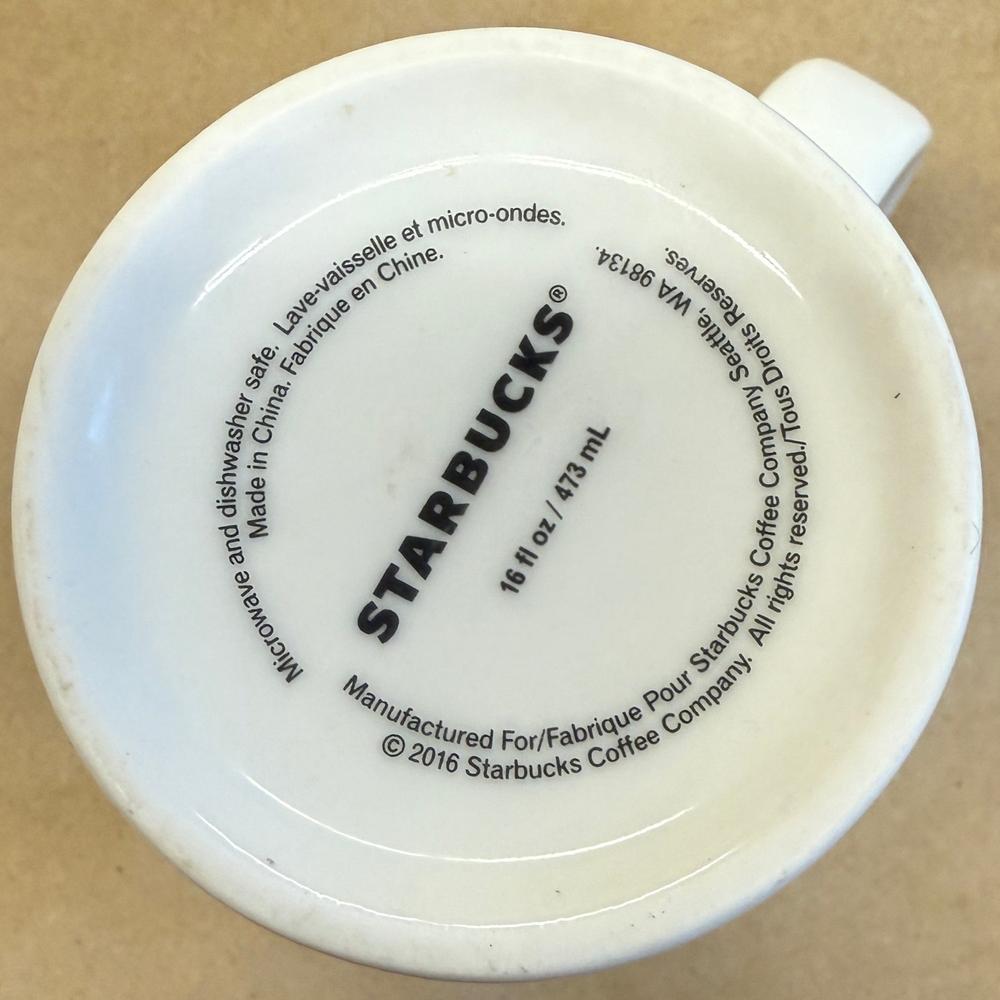 Microwave and dishwasher safe. Lave-vaisselle et micro-ondes.
Made in China. Fabrique en Chine.
STARBUCKS®
16 fl oz / 473 mL
Manufactured For/Fabrique Pour Starbucks Coffee Company Seattle, WA 98134.
© 2016 Starbucks Coffee Company. All rights reserved./Tous Droits Reserves.